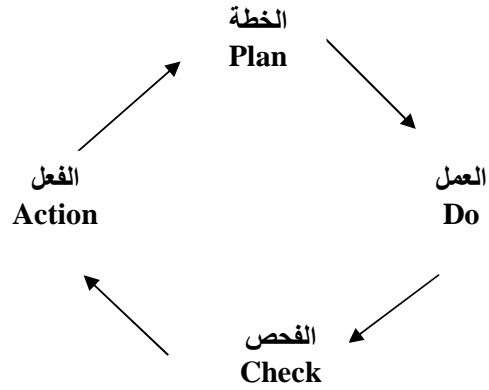 الخطة
Plan
العمل
Do
الفحص
Check
الفعل
Action